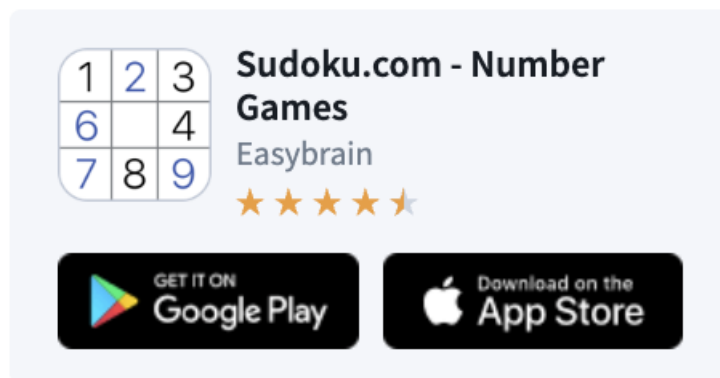 1 2 3
6 4
7 8 9
Sudoku.com - Number
Games
Easybrain
GET IT ON
Google Play
Download on the
App Store